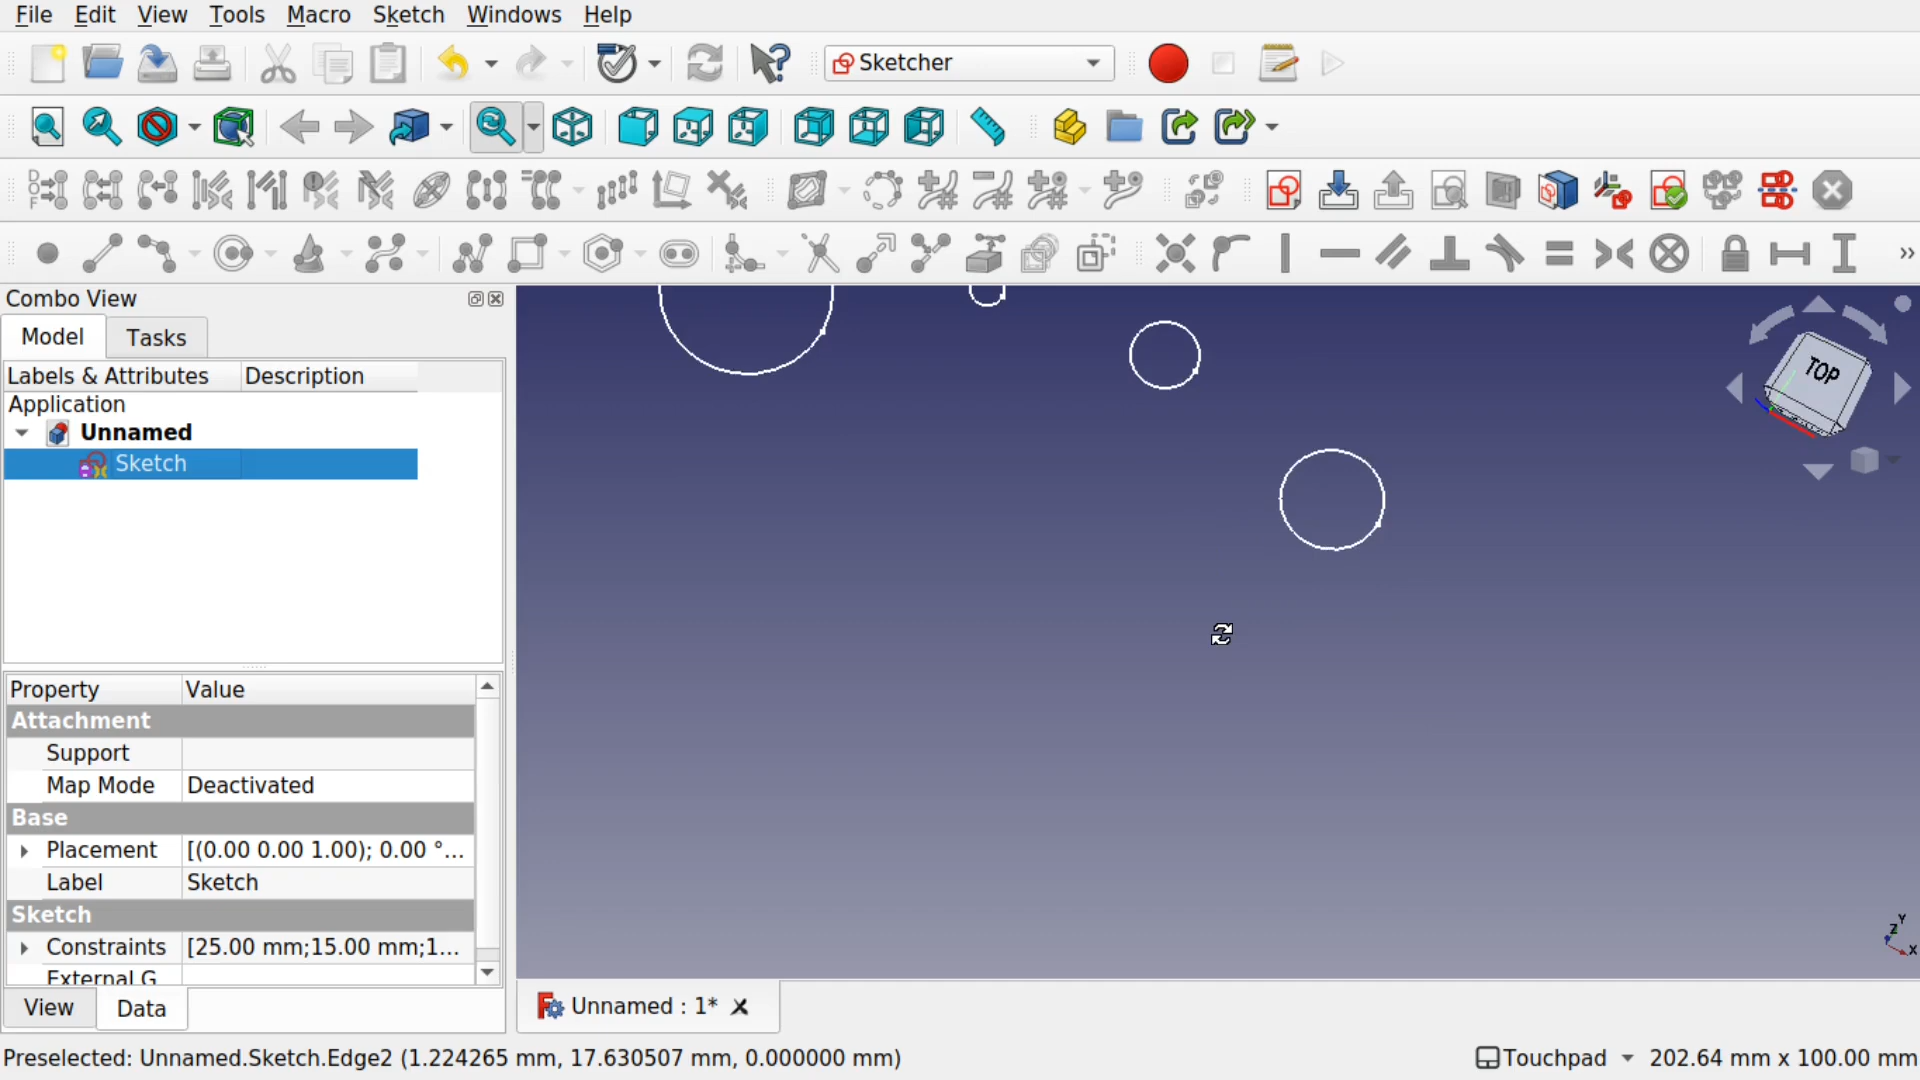 File Edit View Tools Macro Sketch Windows Help
Sketcher
Combo View
Model Tasks
Labels & Attributes Description
Application
Unnamed
Sketch
TOP
Property Value
Attachment
Support
Map Mode Deactivated
Base
Placement [(0.00 0.00 1.00); 0.00 °...
Label Sketch
Sketch
Constraints [25.00 mm;15.00 mm;1...
External G
View Data
Y
Z
X
Unnamed : 1*
Preselected: Unnamed.Sketch.Edge2 (1.224265 mm, 17.630507 mm, 0.000000 mm)
Touchpad 202.64 mm x 100.00 mm